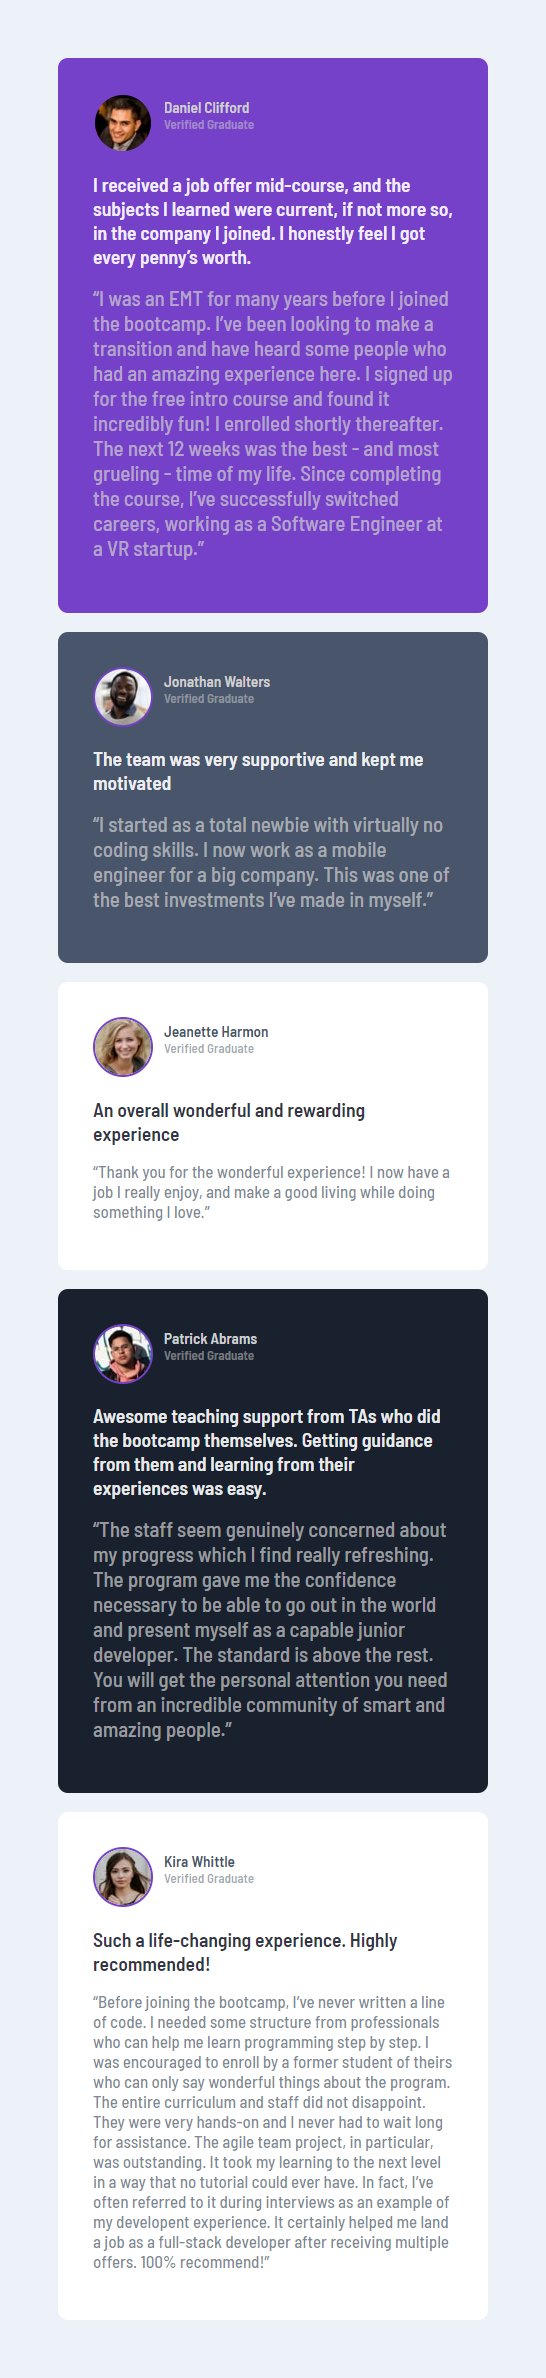 Daniel Clifford
Verified Graduate
I received a job offer mid-course, and the
subjects I learned were current, if not more so,
in the company I joined. I honestly feel I got
every penny’s worth.
“I was an EMT for many years before I joined
the bootcamp. I’ve been looking to make a
transition and have heard some people who
had an amazing experience here. I signed up
for the free intro course and found it
incredibly fun! I enrolled shortly thereafter.
The next 12 weeks was the best - and most
grueling - time of my life. Since completing
the course, I’ve successfully switched
careers, working as a Software Engineer at
a VR startup.”
Jonathan Walters
Verified Graduate
The team was very supportive and kept me
motivated
“I started as a total newbie with virtually no
coding skills. I now work as a mobile
engineer for a big company. This was one of
the best investments I’ve made in myself.”
Jeanette Harmon
Verified Graduate
An overall wonderful and rewarding
experience
“Thank you for the wonderful experience! I now have a
job I really enjoy, and make a good living while doing
something I love.”
Patrick Abrams
Verified Graduate
Awesome teaching support from TAs who did
the bootcamp themselves. Getting guidance
from them and learning from their
experiences was easy.
“The staff seem genuinely concerned about
my progress which I find really refreshing.
The program gave me the confidence
necessary to be able to go out in the world
and present myself as a capable junior
developer. The standard is above the rest.
You will get the personal attention you need
from an incredible community of smart and
amazing people.”
Kira Whittle
Verified Graduate
Such a life-changing experience. Highly
recommended!
“Before joining the bootcamp, I’ve never written a line
of code. I needed some structure from professionals
who can help me learn programming step by step. I
was encouraged to enroll by a former student of theirs
who can only say wonderful things about the program.
The entire curriculum and staff did not disappoint.
They were very hands-on and I never had to wait long
for assistance. The agile team project, in particular,
was outstanding. It took my learning to the next level
in a way that no tutorial could ever have. In fact, I’ve
often referred to it during interviews as an example of
my developent experience. It certainly helped me land
a job as a full-stack developer after receiving multiple
offers. 100% recommend!”